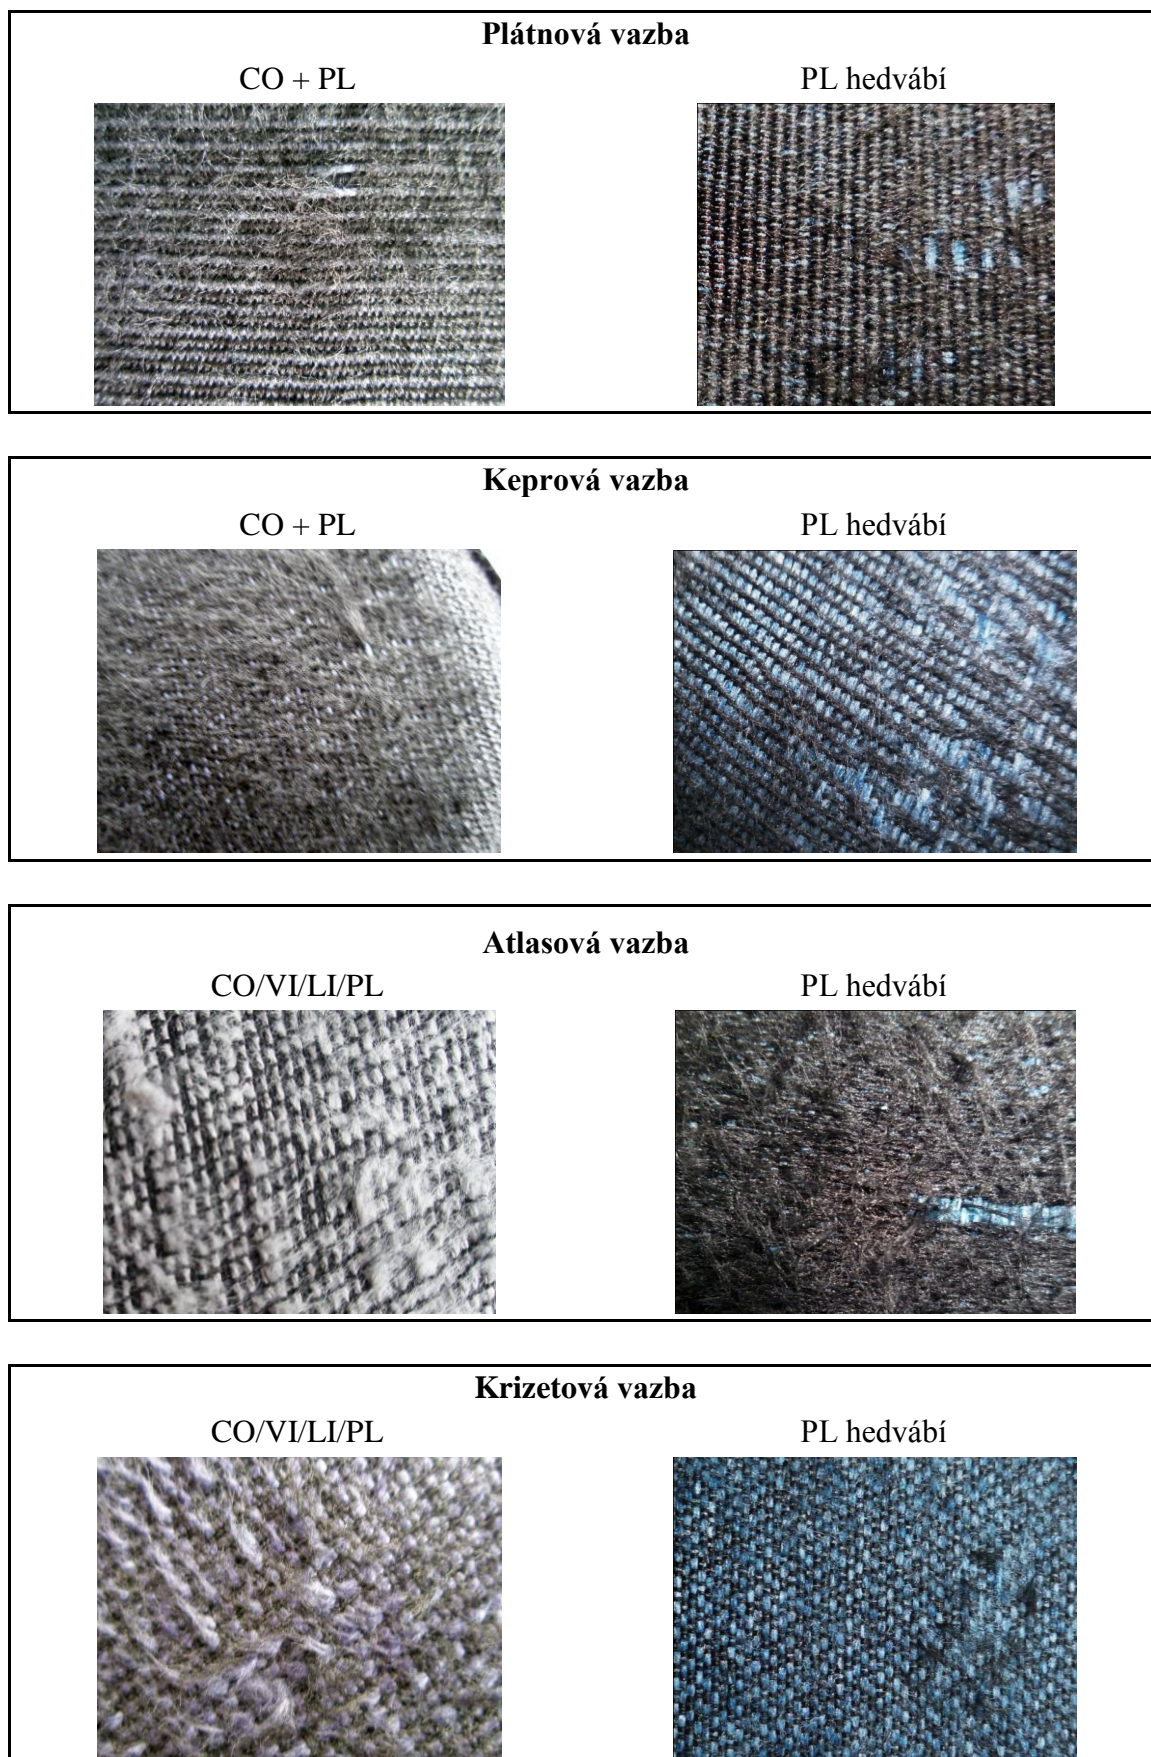 Plátnová vazba
CO + PL PL hedvábí
Keprová vazba
CO + PL PL hedvábí
Atlasová vazba
CO/VI/LI/PL PL hedvábí
Krizetová vazba
CO/VI/LI/PL PL hedvábí